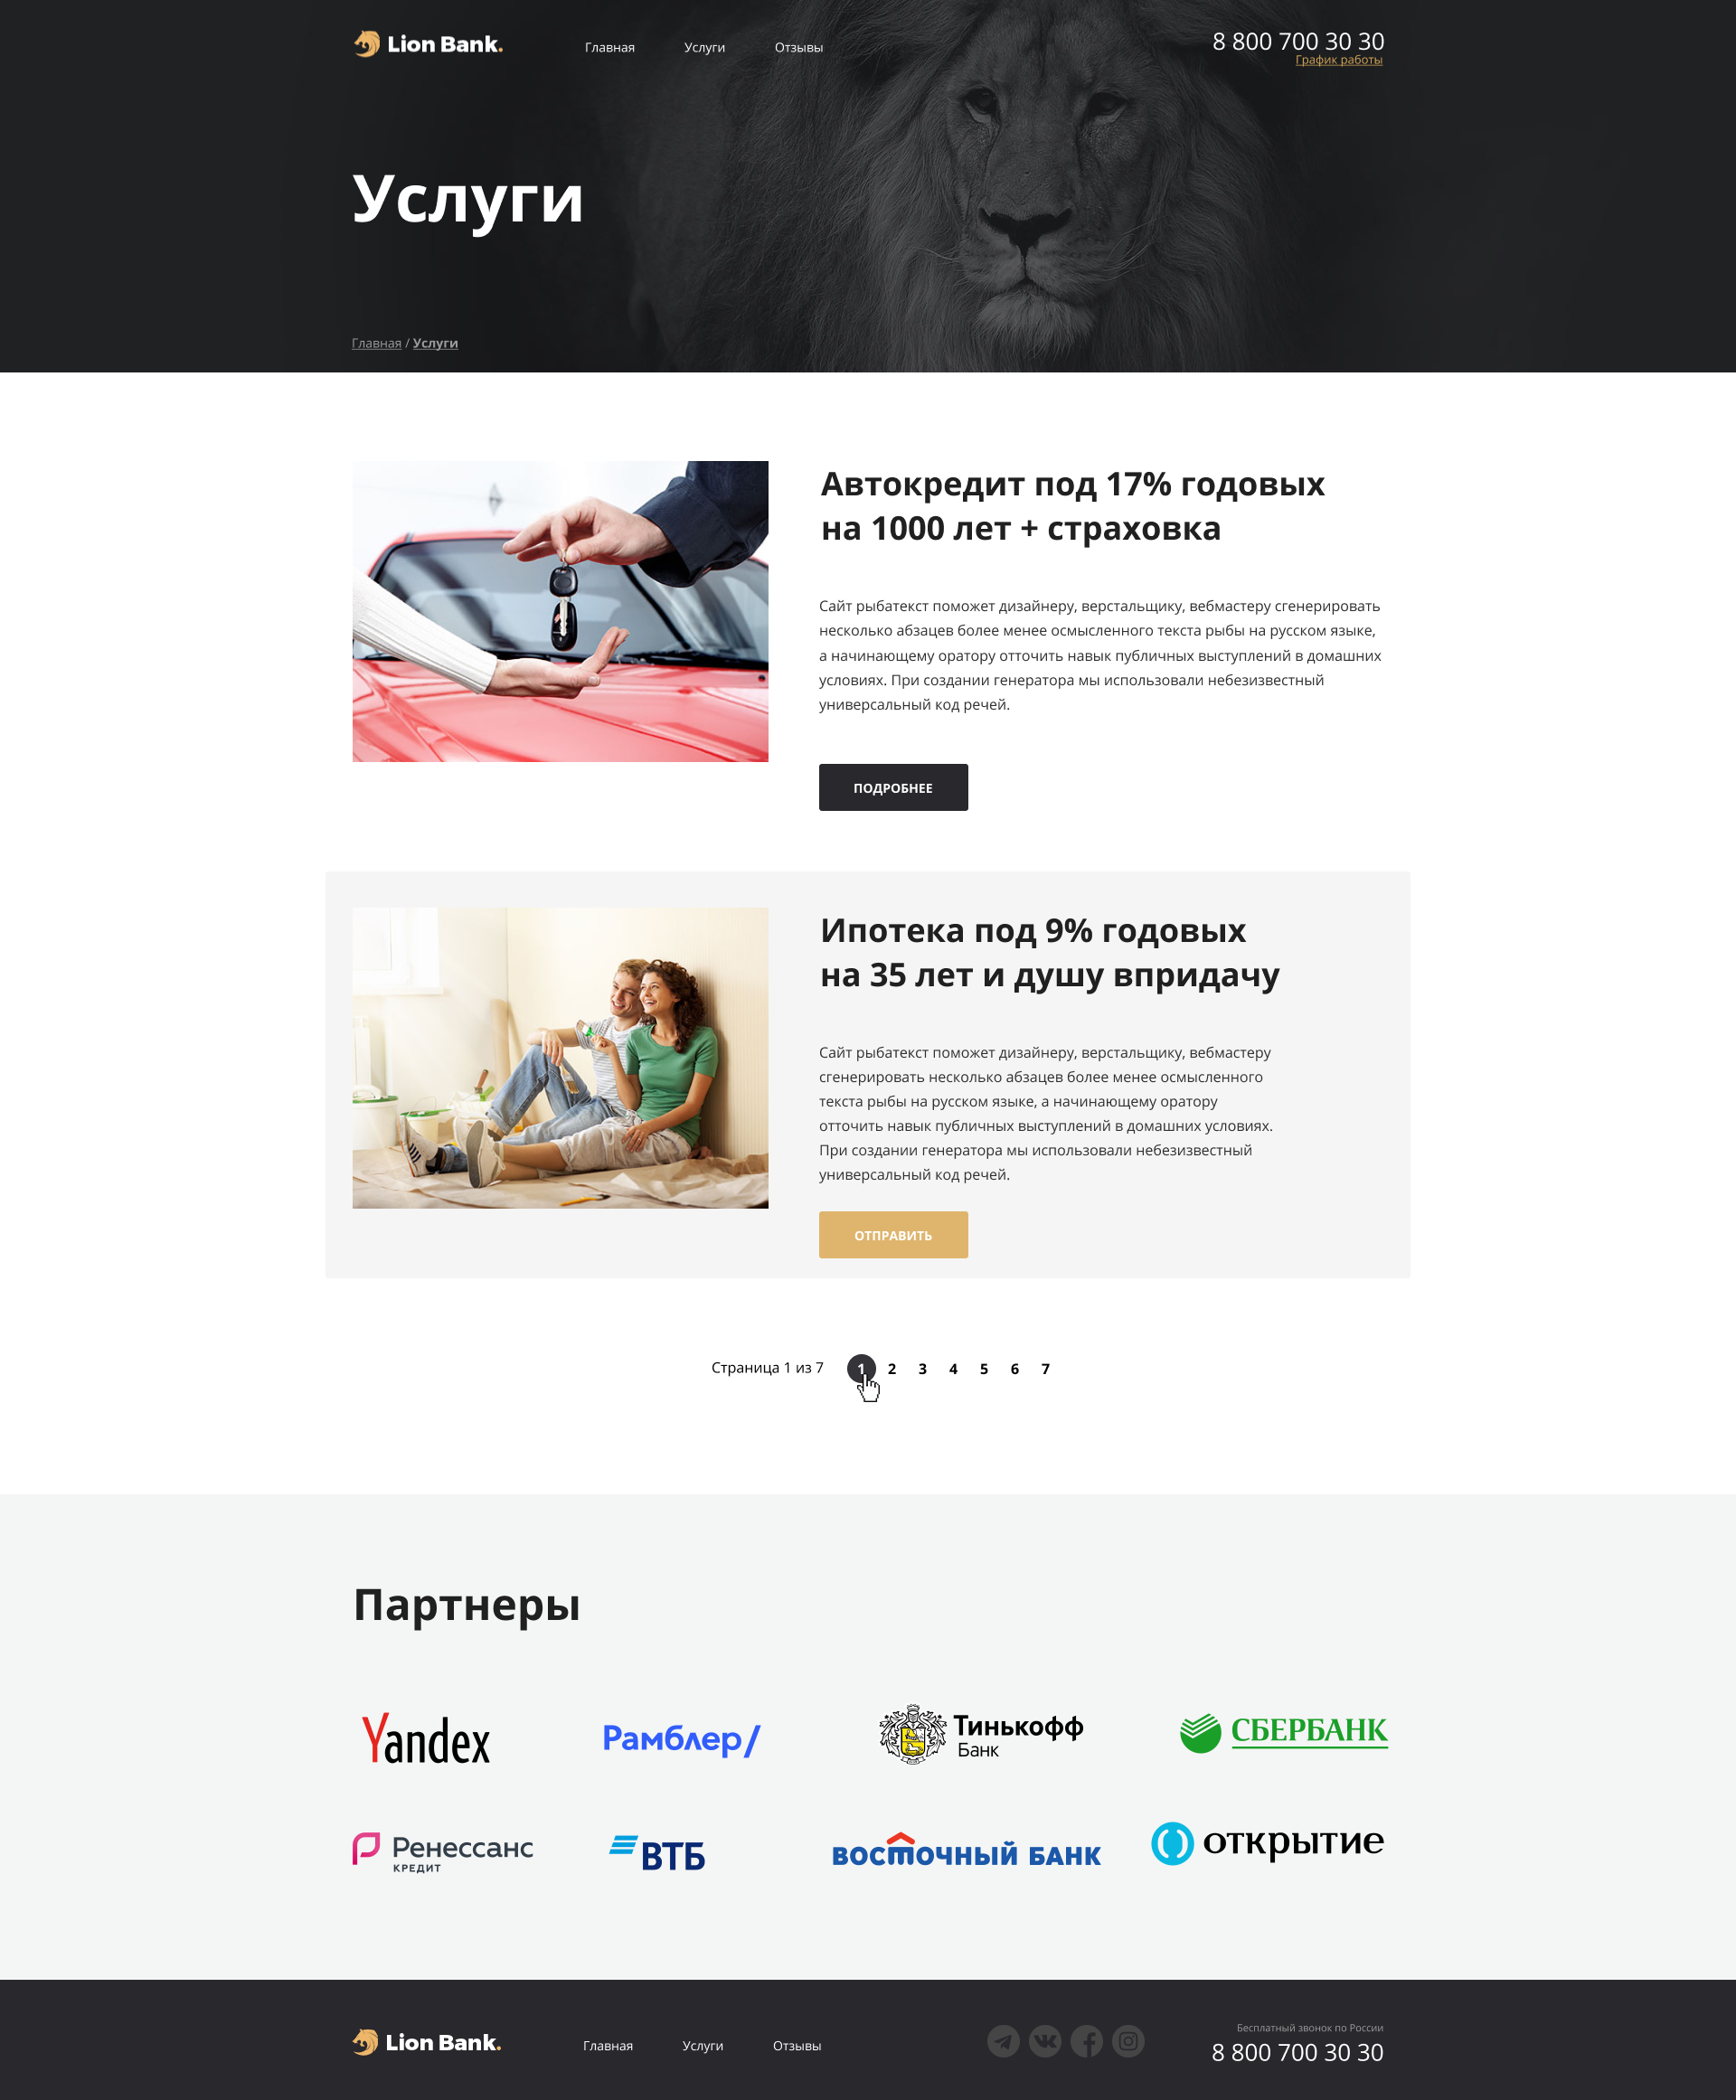 Lion Bank.
Главная
Услуги
Отзывы
8 800 700 30 30
График работы
Услуги
Главная / Услуги
Автокредит под 17% годовых
на 1000 лет + страховка
Сайт рыбатекст поможет дизайнеру, верстальщику, вебмастеру сгенерировать
несколько абзацев более менее осмысленного текста рыбы на русском языке,
а начинающему оратору отточить навык публичных выступлений в домашних
условиях. При создании генератора мы использовали небезизвестный
универсальный код речей.
ПОДРОБНЕЕ
Ипотека под 9% годовых
на 35 лет и душу впридачу
Сайт рыбатекст поможет дизайнеру, верстальщику, вебмастеру
сгенерировать несколько абзацев более менее осмысленного
текста рыбы на русском языке, а начинающему оратору
отточить навык публичных выступлений в домашних условиях.
При создании генератора мы использовали небезизвестный
универсальный код речей.
ОТПРАВИТЬ
Страница 1 из 7 1 2 3 4 5 6 7
Партнеры
Yandex
Рамблер/
Тинькофф
Банк
СБЕРБАНК
Ренессанс
КРЕДИТ
ВТБ
ВОСТОЧНЫЙ БАНК
открытие
Lion Bank.
Главная
Услуги
Отзывы
Бесплатный звонок по России
8 800 700 30 30